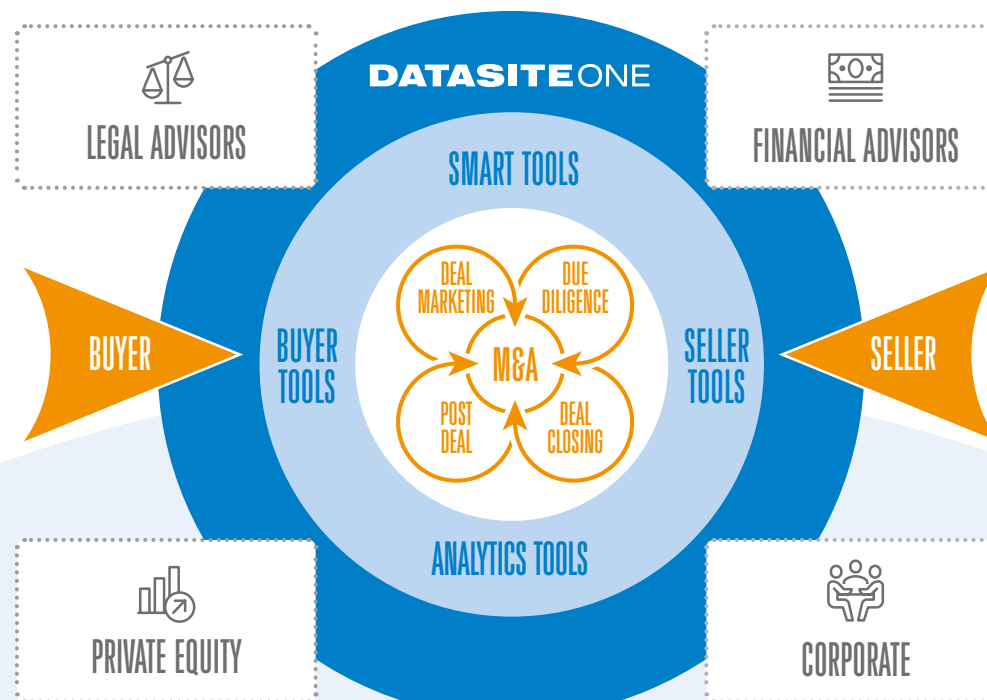 DATASITEONE
LEGAL ADVISORS
FINANCIAL ADVISORS
SMART TOOLS
DEAL
MARKETING
DUE
DILIGENCE
BUYER
BUYER
TOOLS
M&A
SELLER
TOOLS
SELLER
POST
DEAL
DEAL
CLOSING
ANALYTICS TOOLS
PRIVATE EQUITY
CORPORATE